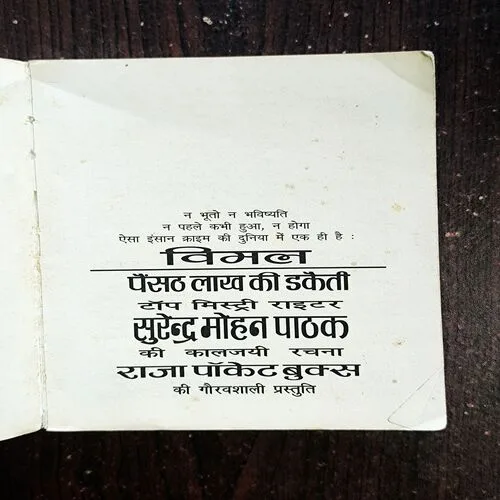 न भूतो न भविष्यति
न पहले कभी हुआ, न होगा
ऐसा इंसान क्राइम की दुनिया में एक ही है :
विमल
पैंसठ लाख की डकैती
टॉप मिस्ट्री राइटर
सुरेन्द्र मोहन पाठक
की कालजयी रचना
राजा पॉकेट बुक्स
की गौरवशाली प्रस्तुति